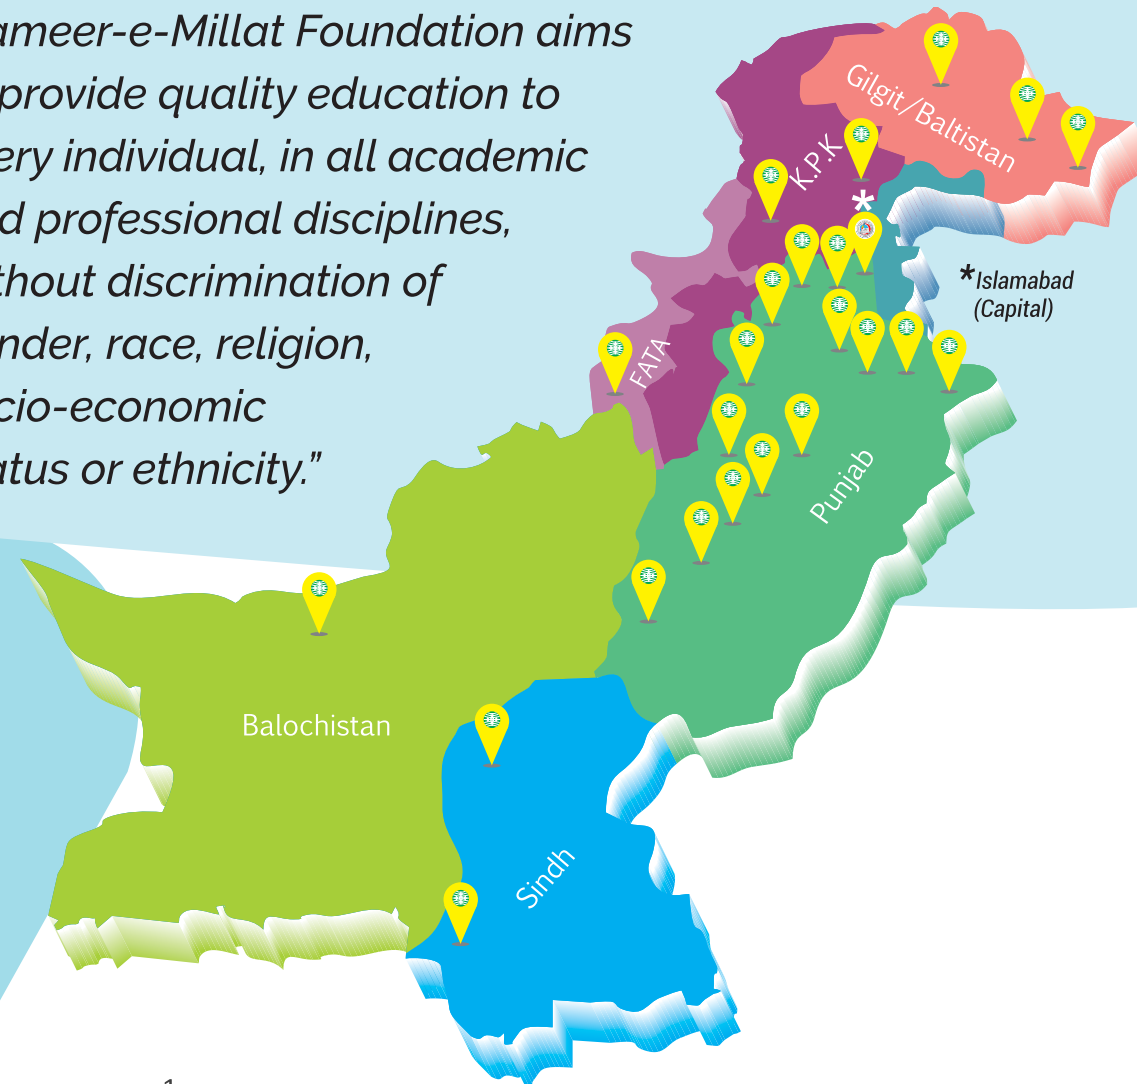 ameer-e-Millat Foundation aims
provide quality education to
ery individual, in all academic
d professional disciplines,
thout discrimination of
nder, race, religion,
cio-economic
atus or ethnicity.”
Gilgit/Baltistan
K.P.K
*
*Islamabad
(Capital)
FATA
Punjab
Balochistan
Sindh
1